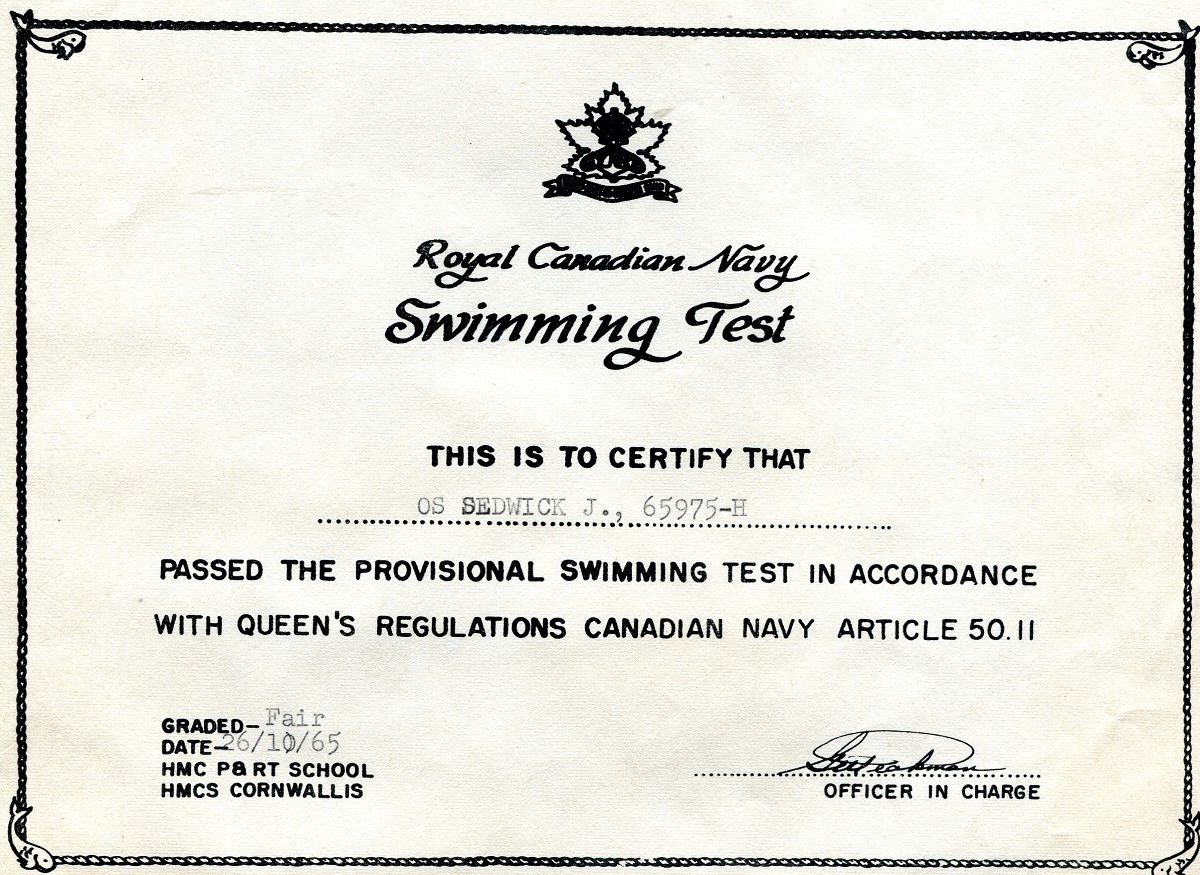 Royal Canadian Navy
Swimming Test
THIS IS TO CERTIFY THAT
OS SEDWICK J., 65975-H
PASSED THE PROVISIONAL SWIMMING TEST IN ACCORDANCE
WITH QUEEN'S REGULATIONS CANADIAN NAVY ARTICLE 50.11
GRADED- Fair
DATE- 26/10/65
HMC P&RT SCHOOL
HMCS CORNWALLIS
OFFICER IN CHARGE